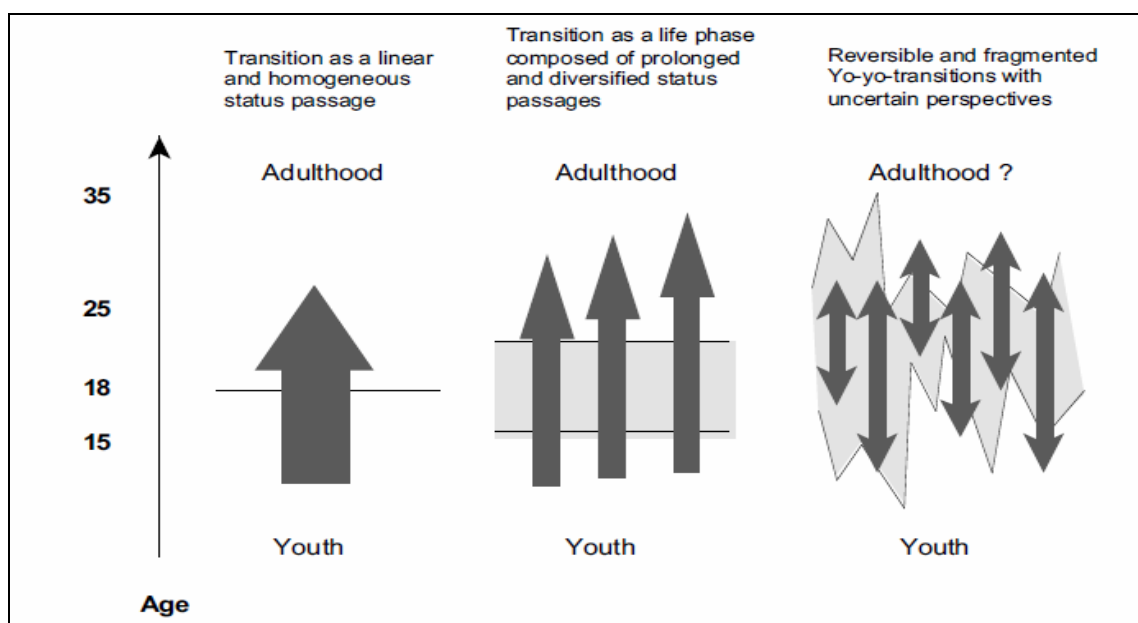 Transition as a linear
and homogeneous
status passage
Transition as a life phase
composed of prolonged
and diversified status
passages
Reversible and fragmented
Yo-yo-transitions with
uncertain perspectives
Adulthood
Adulthood
Adulthood ?
35
25
18
15
Youth
Youth
Youth
Age